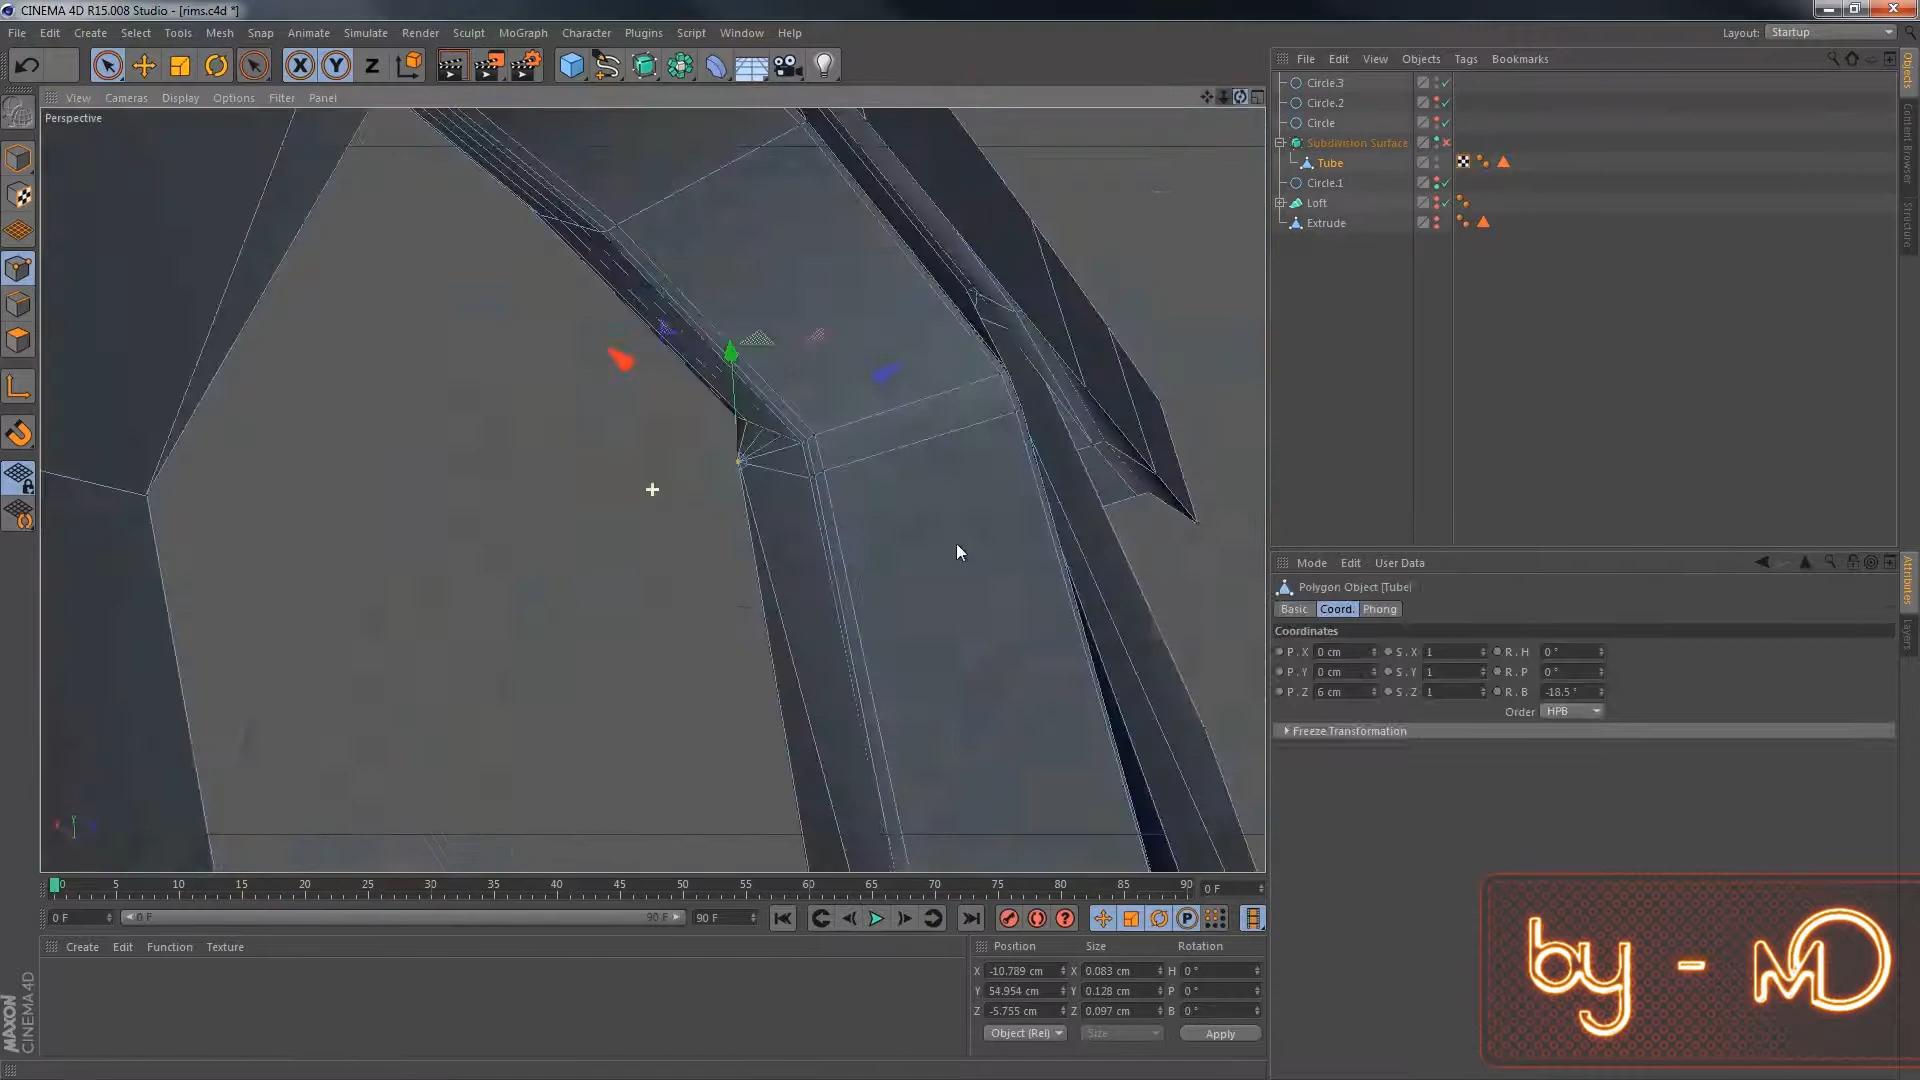 CINEMA 4D R15.008 Studio - [rims.c4d *]
File Edit Create Select Tools Mesh Snap Animate Simulate Render Sculpt MoGraph Character Plugins Script Window Help
Layout: Startup
X Y Z
View Cameras Display Options Filter Panel
Perspective
File Edit View Objects Tags Bookmarks
Circle.3
Circle.2
Circle
Subdivision Surface
Tube
Circle.1
Loft
Extrude
Objects
Content Browser
Structure
Mode Edit User Data
Polygon Object [Tube]
Basic Coord. Phong
Coordinates
P . X 0 cm S . X 1 R . H 0 °
P . Y 0 cm S . Y 1 R . P 0 °
P . Z 6 cm S . Z 1 R . B -18.5 °
Order HPB
Freeze Transformation
Attributes
Layers
0 5 10 15 20 25 30 35 40 45 50 55 60 65 70 75 80 85 90 0 F
0 F 0 F 90 F 90 F
Create Edit Function Texture
Position Size Rotation
X -10.789 cm X 0.083 cm H 0 °
Y 54.954 cm Y 0.128 cm P 0 °
Z -5.755 cm Z 0.097 cm B 0 °
Object (Rel) Size Apply
MAXON
CINEMA 4D
by - MO